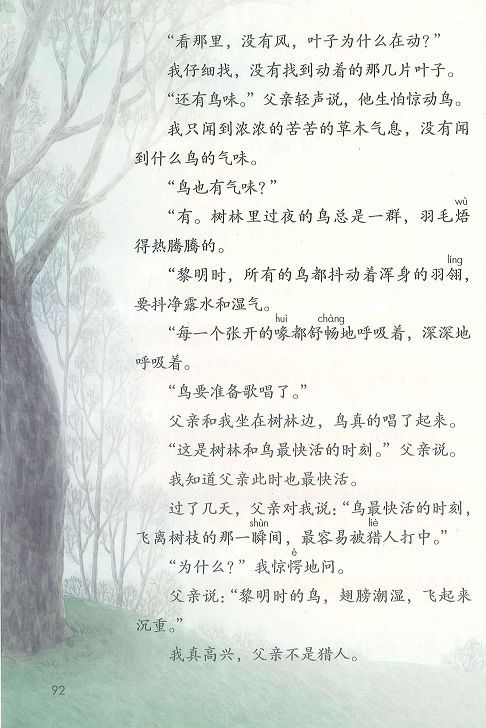 “看那里，没有风，叶子为什么在动？”
我仔细找，没有找到动着的那几片叶子。
“还有鸟味。”父亲轻声说，他生怕惊动鸟。
我只闻到浓浓的苦苦的草木气息，没有闻
到什么鸟的气味。
“鸟也有气味？”
wù
“有。树林里过夜的鸟总是一群，羽毛焐
得热腾腾的。
líng
“黎明时，所有的鸟都抖动着浑身的羽翎，
要抖净露水和湿气。
huì chàng
“每一个张开的喙都舒畅地呼吸着，深深地
呼吸着。
“鸟要准备歌唱了。”
父亲和我坐在树林边，鸟真的唱了起来。
“这是树林和鸟最快活的时刻。”父亲说。
我知道父亲此时也最快活。
过了几天，父亲对我说：“鸟最快活的时刻，
shùn liè
飞离树枝的那一瞬间，最容易被猎人打中。”
è
“为什么？”我惊愕地问。
父亲说：“黎明时的鸟，翅膀潮湿，飞起来
沉重。”
我真高兴，父亲不是猎人。
92